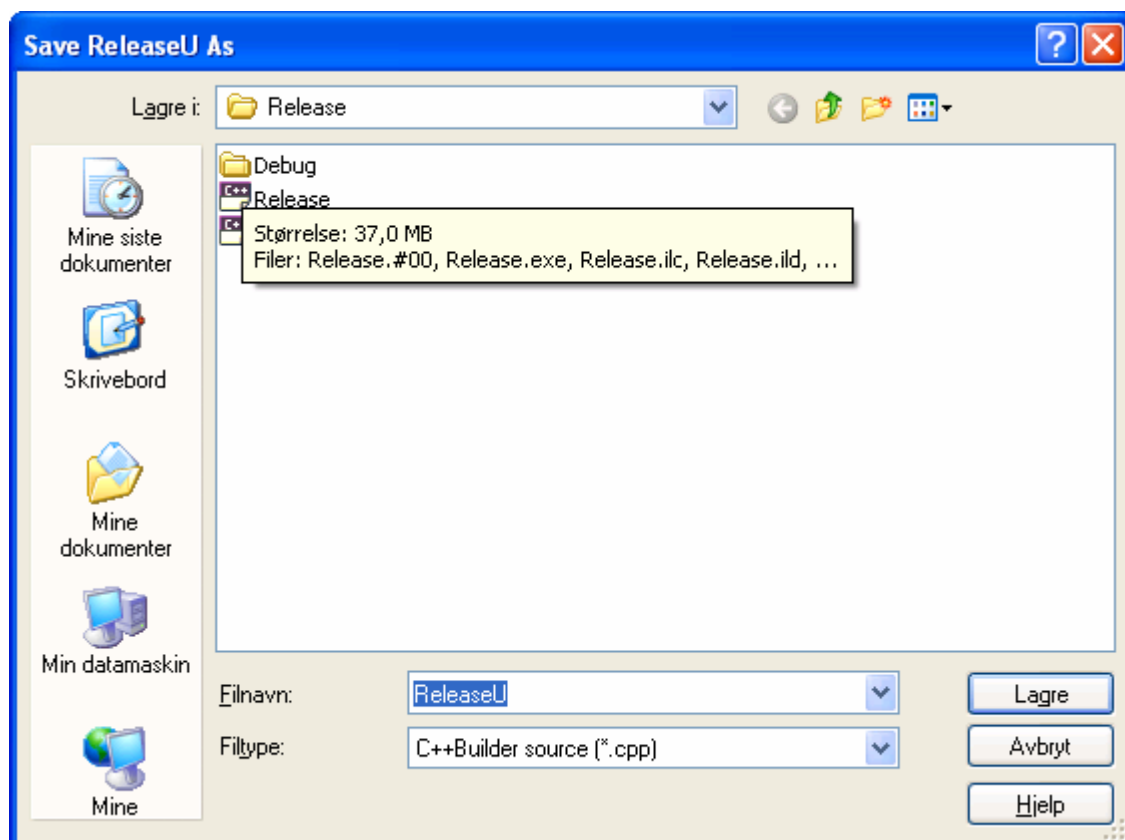 Save ReleaseU As
Lagre i:
Release
Debug
C++
Release
Størrelse: 37,0 MB
Filer: Release.#00, Release.exe, Release.ilc, Release.ild, ...
Mine siste
dokumenter
Skrivebord
Mine
dokumenter
Min datamaskin
Mine
Filnavn:
ReleaseU
Lagre
Filtype:
C++Builder source (*.cpp)
Avbryt
Hjelp